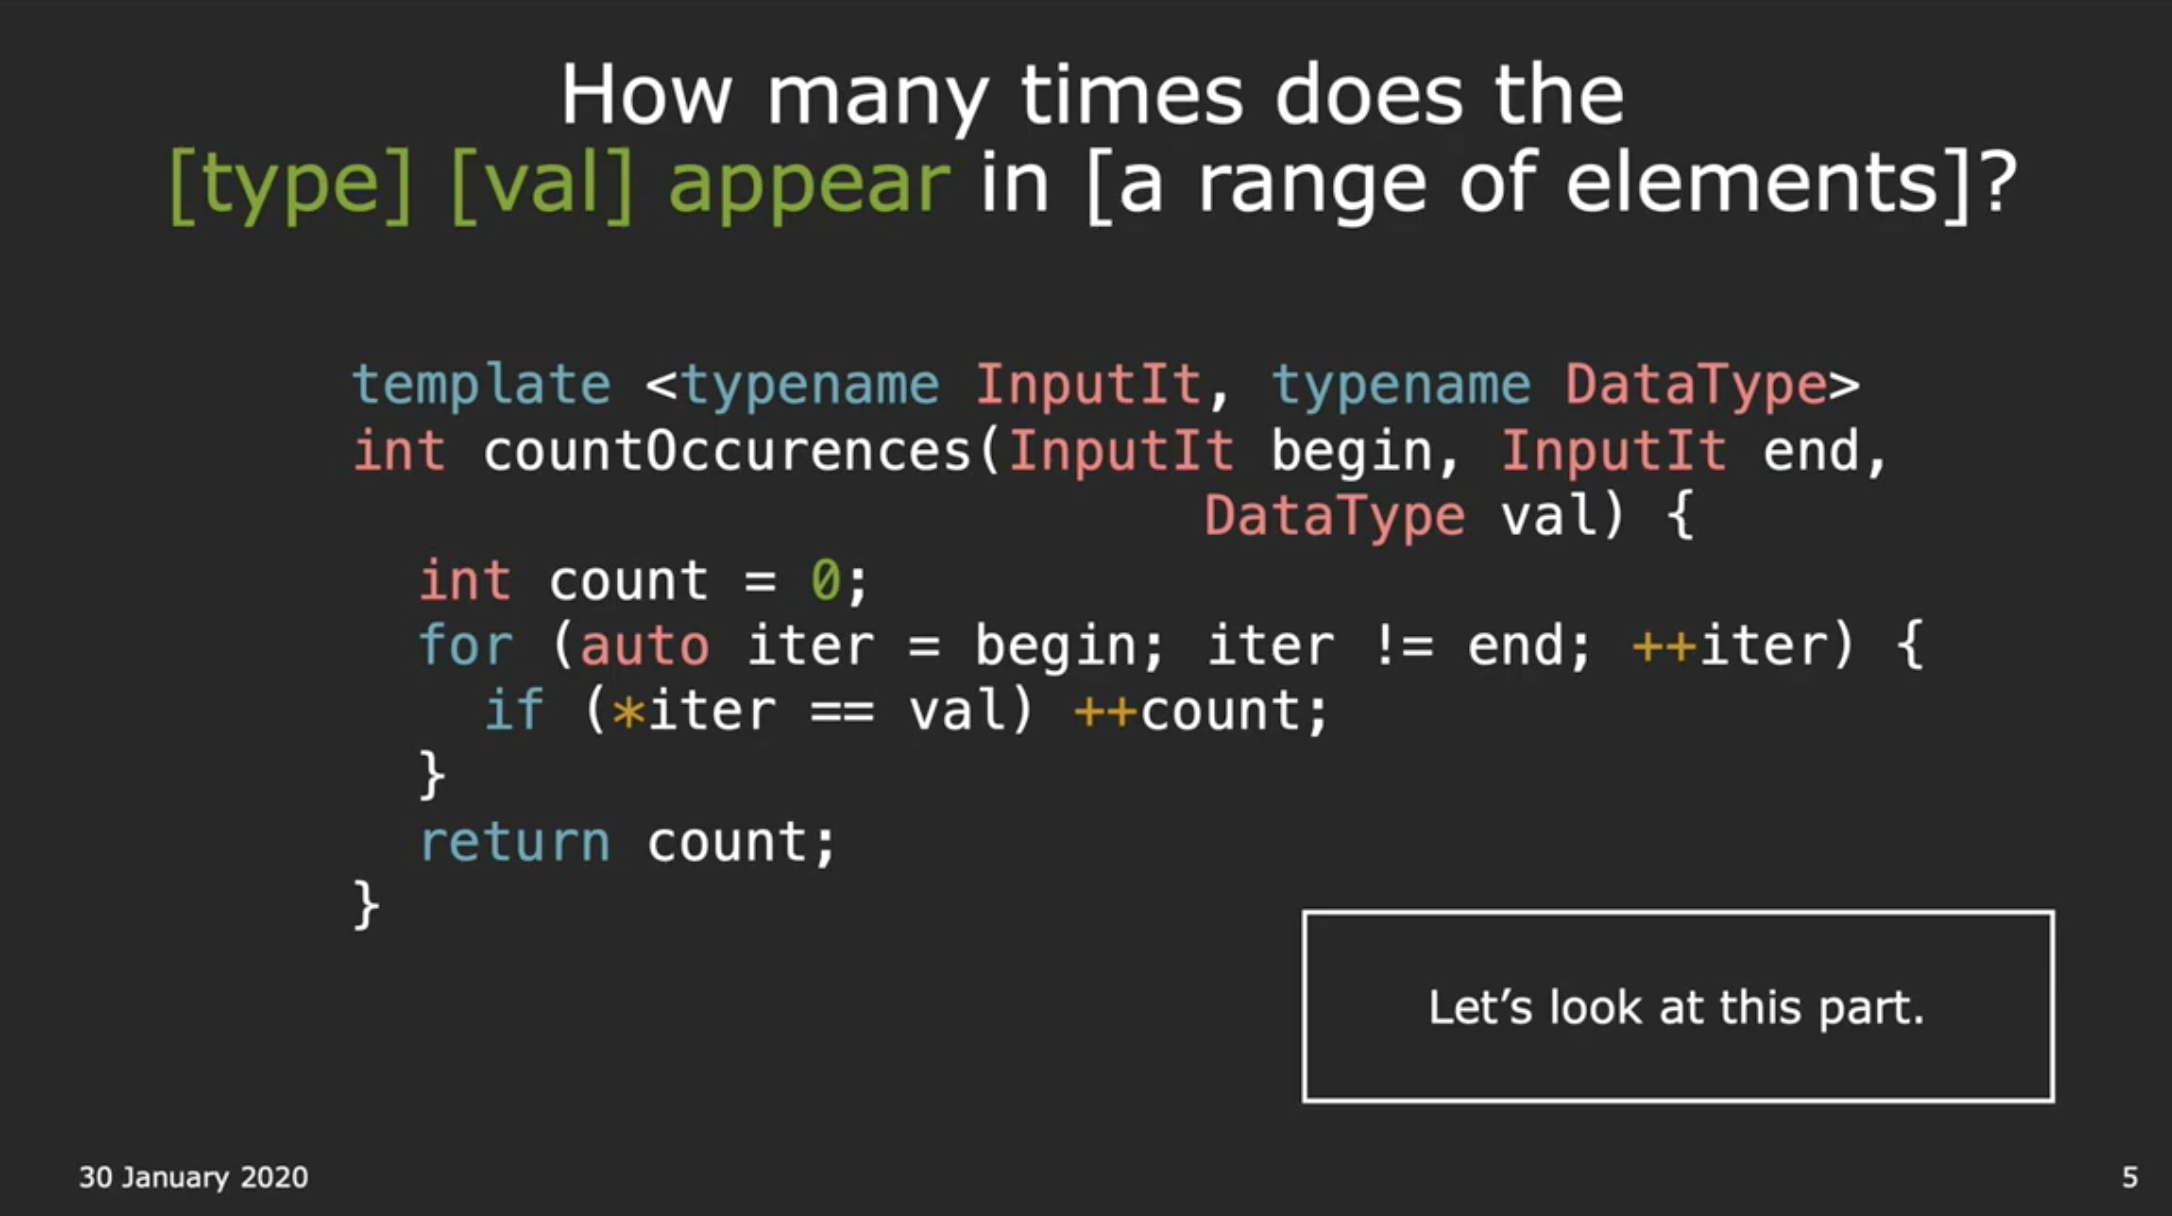 How many times does the
[type] [val] appear in [a range of elements]?
template <typename InputIt, typename DataType>
int countOccurences(InputIt begin, InputIt end,
DataType val) {
int count = 0;
for (auto iter = begin; iter != end; ++iter) {
if (*iter == val) ++count;
}
return count;
}
Let’s look at this part.
30 January 2020
5